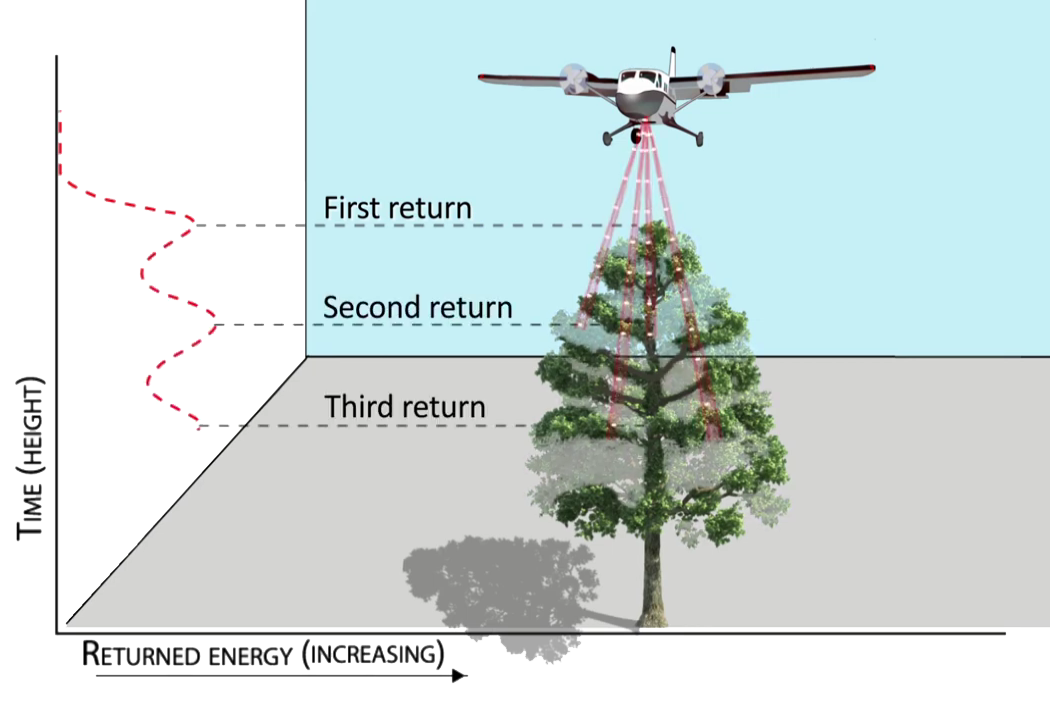 First return
Second return
Third return
TIME (HEIGHT)
RETURNED ENERGY (INCREASING)